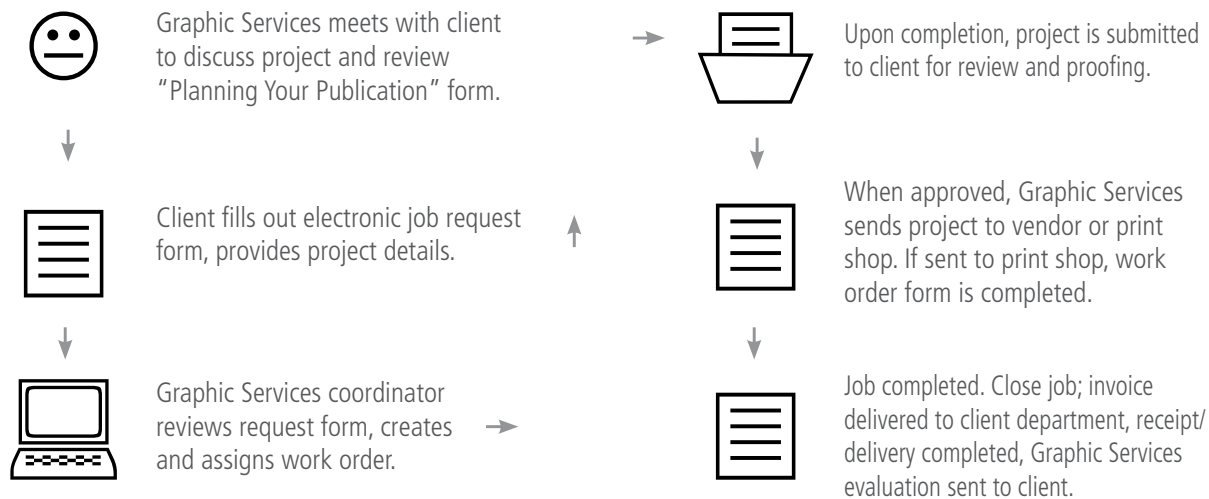 Graphic Services meets with client
to discuss project and review
“Planning Your Publication” form.
Client fills out electronic job request
form, provides project details.
Graphic Services coordinator
reviews request form, creates
and assigns work order.
Upon completion, project is submitted
to client for review and proofing.
When approved, Graphic Services
sends project to vendor or print
shop. If sent to print shop, work
order form is completed.
Job completed. Close job; invoice
delivered to client department, receipt/
delivery completed, Graphic Services
evaluation sent to client.